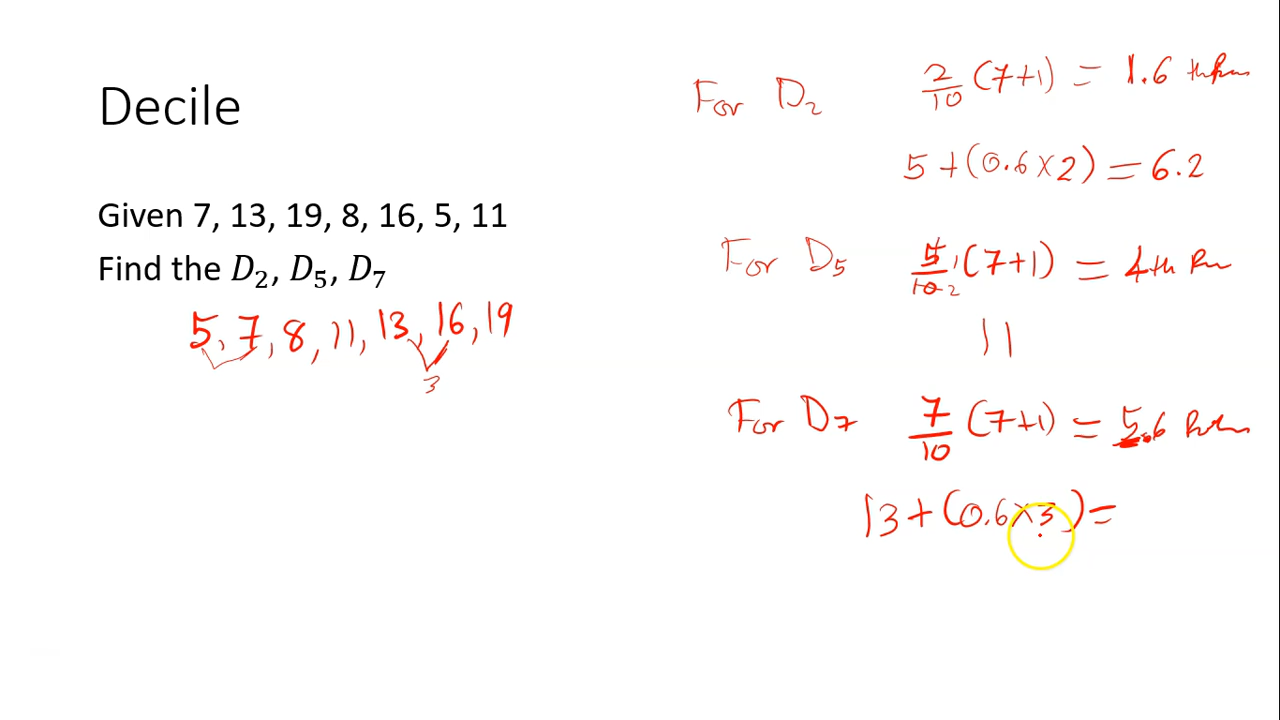 Decile
Given 7, 13, 19, 8, 16, 5, 11
Find the D₂, D₅, D₇
5, 7, 8, 11, 13, 16, 19
3
For D₂ 2/10 (7+1) = 1.6
5 + (0.6 × 2) = 6.2
For D₅ 5/10 1 2 (7+1) = 4th
11
For D₇ 7/10 (7+1) = 5.6
13 + (0.6 × 3) =